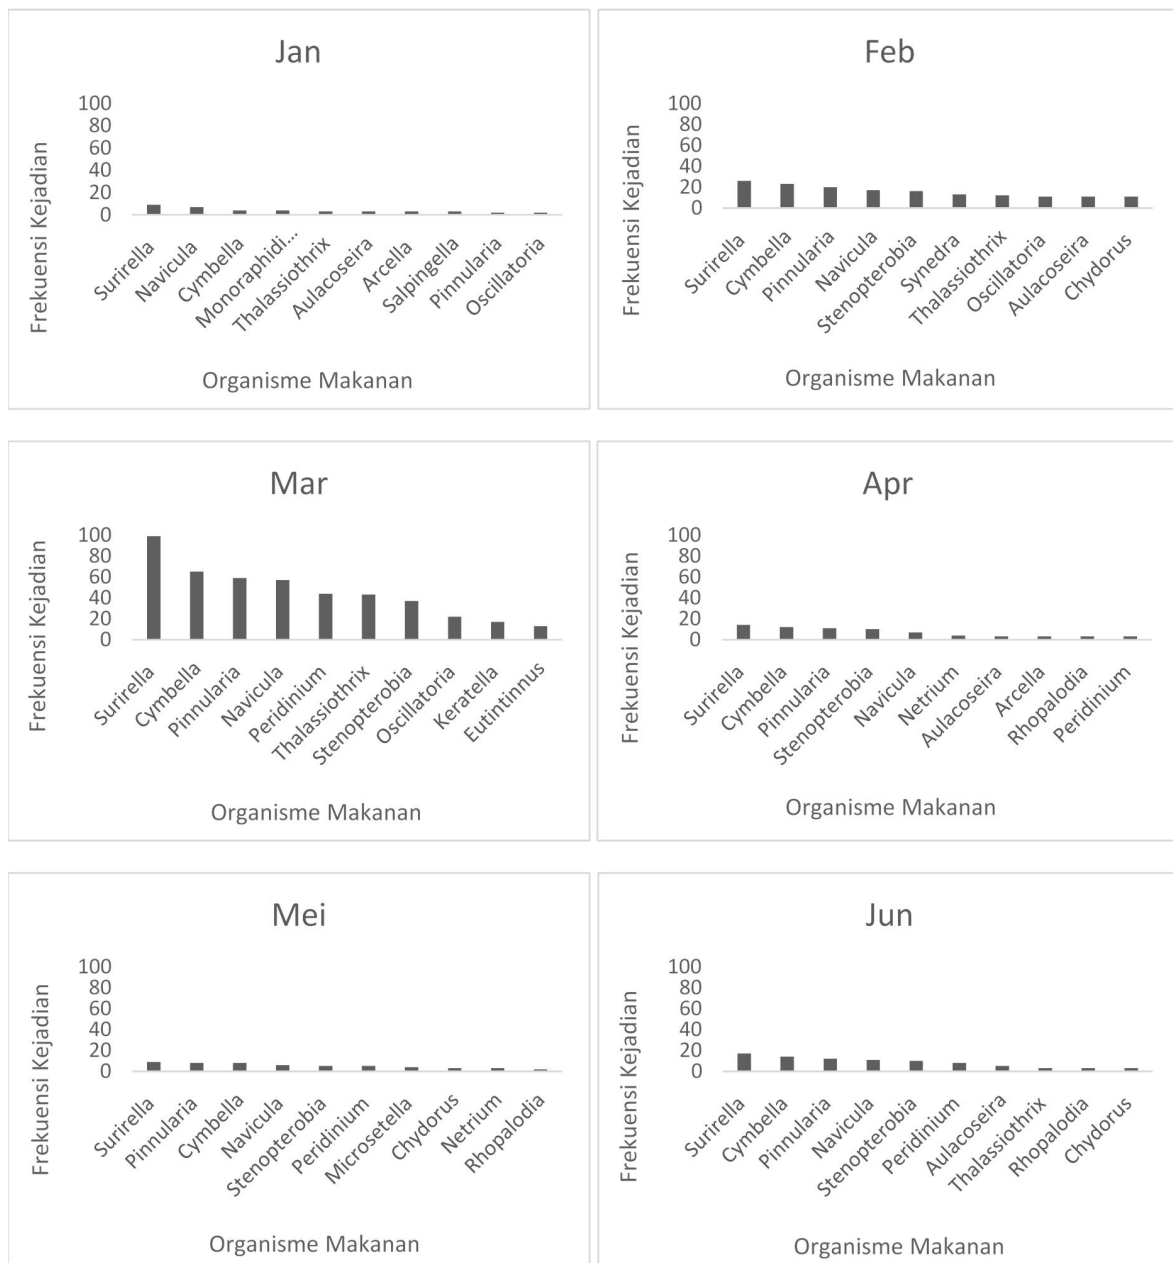 Jan
Frekuensi Kejadian
100
80
60
40
20
0
Surirella
Navicula
Cymbella
Monoraphidi...
Thalassiothrix
Aulacoseira
Arcella
Salpingella
Pinnularia
Oscillatoria
Organisme Makanan
Feb
Frekuensi Kejadian
100
80
60
40
20
0
Surirella
Cymbella
Pinnularia
Navicula
Stenopterobia
Synedra
Thalassiothrix
Oscillatoria
Aulacoseira
Chydorus
Organisme Makanan
Mar
Frekuensi Kejadian
100
80
60
40
20
0
Surirella
Cymbella
Pinnularia
Navicula
Peridinium
Thalassiothrix
Stenopterobia
Oscillatoria
Keratella
Eutintinnus
Organisme Makanan
Apr
Frekuensi Kejadian
100
80
60
40
20
0
Surirella
Cymbella
Pinnularia
Stenopterobia
Navicula
Netrium
Aulacoseira
Arcella
Rhopalodia
Peridinium
Organisme Makanan
Mei
Frekuensi Kejadian
100
80
60
40
20
0
Surirella
Pinnularia
Cymbella
Navicula
Stenopterobia
Peridinium
Microsetella
Chydorus
Netrium
Rhopalodia
Organisme Makanan
Jun
Frekuensi Kejadian
100
80
60
40
20
0
Surirella
Cymbella
Pinnularia
Navicula
Stenopterobia
Peridinium
Aulacoseira
Thalassiothrix
Rhopalodia
Chydorus
Organisme Makanan